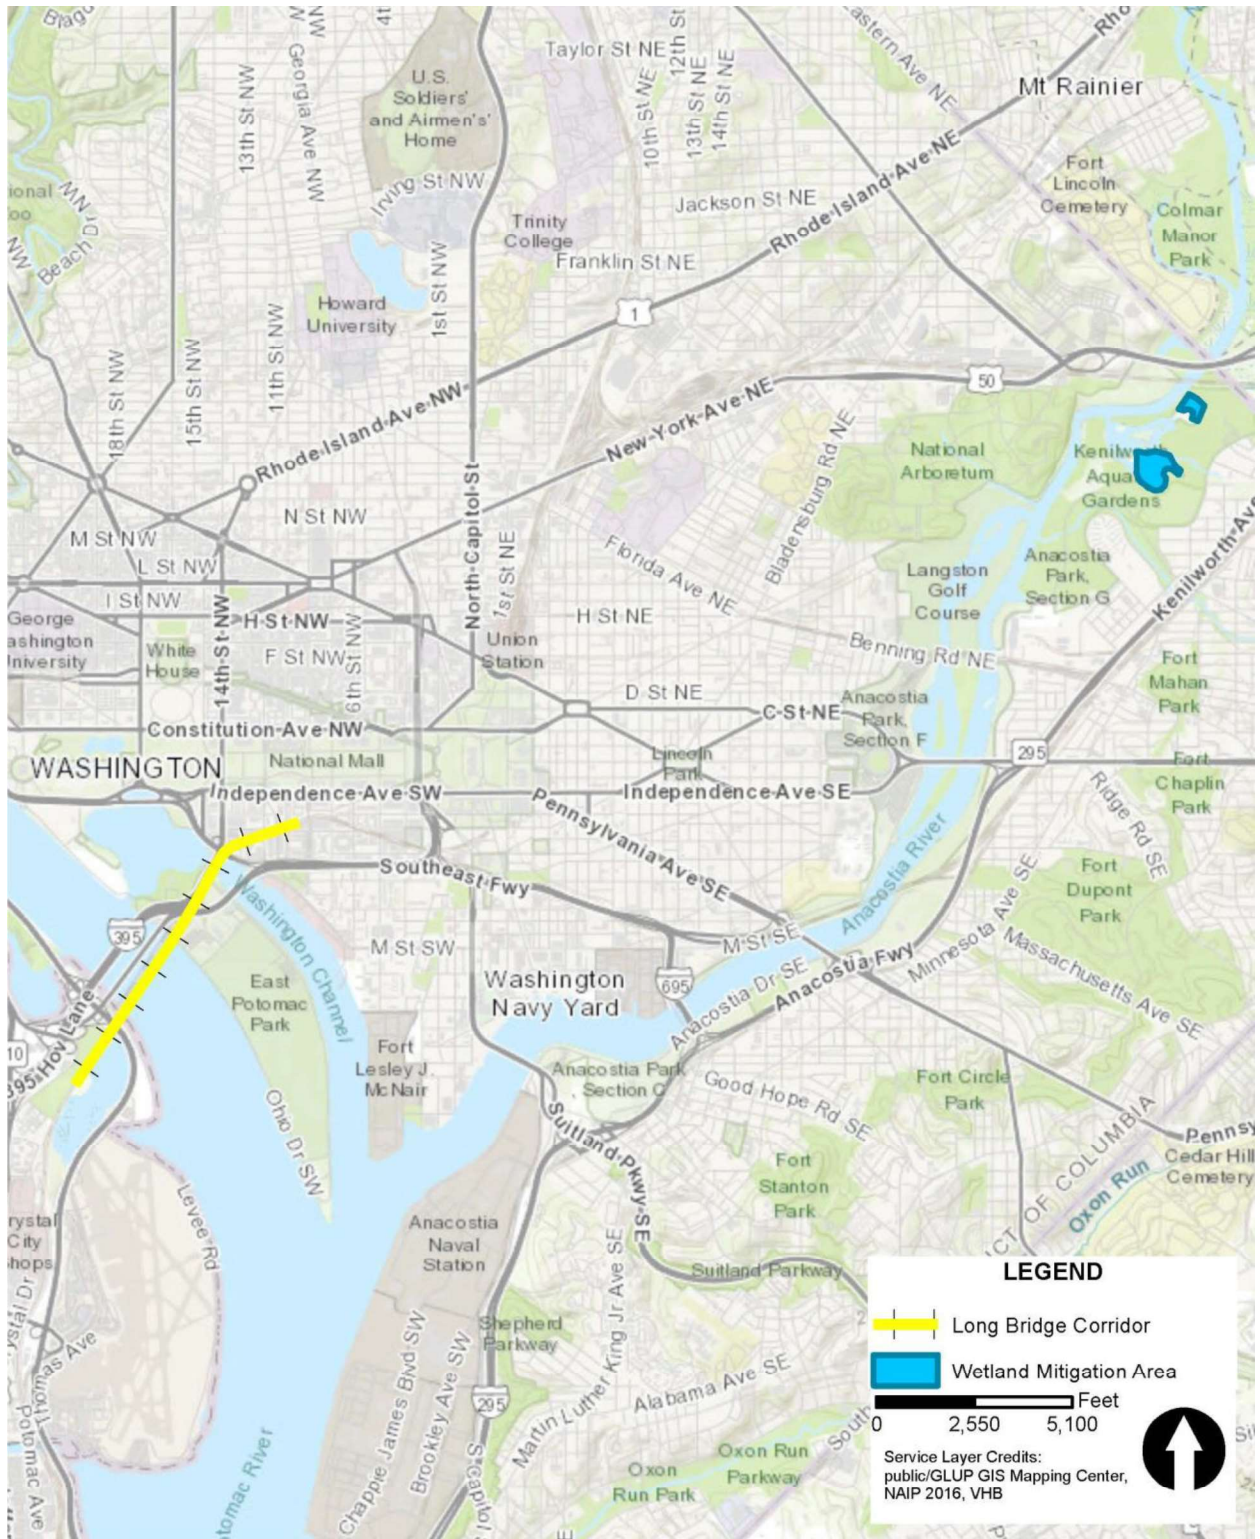 Taylor St NE
12th St
13th St NE
14th St NE
10th St NE
Eastern Ave NE
Mt Rainier
Georgia Ave NW
13th St NW
U.S.
Soldiers'
and Airmen's'
Home
Irving St NW
Beach Dr NW
Trinity
College
Jackson St NE
Rhode Island Ave NE
Fort
Lincoln
Cemetery
Colmar
Manor
Park
Franklin St NE
1st St NW
Howard
University
1
11th St NW
15th St NW
18th St NW
Rhode Island Ave NW
New York Ave NE
50
Bladensburg Rd NE
National
Arboretum
Kenilworth
Aqua
Gardens
North Capitol St
N St NW
M St NW
L St NW
I St NW
1st St NE
Florida Ave NE
Langston
Golf
Course
Anacostia
Park,
Section G
Kenilworth Ave
George
ashington
University
H St NW
H St NE
White
House
14th St NW
F St NW
6th St NW
Union
Station
Benning Rd NE
Fort
Mahan
Park
D St NE
C St NE
Anacostia
Park,
Section F
Constitution Ave NW
295
WASHINGTON
National Mall
Lincoln
Park
Fort
Chaplin
Park
Independence Ave SW
Independence Ave SE
Pennsylvania Ave SE
Ridge Rd SE
Anacostia River
Southeast Fwy
Fort
Dupont
Park
Washington Channel
395
M St SW
M St SE
Minnesota Ave SE
Massachusetts Ave SE
East
Potomac
Park
Washington
Navy Yard
695
Anacostia Dr SE
Anacostia Fwy
395 Hov Lane
10
Fort
Lesley J.
McNair
Anacostia Park
Section C
Good Hope Rd SE
Fort Circle
Park
Ohio Dr SW
Suitland Pkwy SE
Pennsy
Cedar Hill
Cemetery
Fort
Stanton
Park
OF COLUMBIA
Oxon Run
Levee Rd
rystal
City
hops
Anacostia
Naval
Station
Suitland Parkway
LEGEND
Long Bridge Corridor
Wetland Mitigation Area
Feet
0 2,550 5,100
Service Layer Credits:
public/GLUP GIS Mapping Center,
NAIP 2016, VHB
Shepherd
Parkway
Martin Luther King Jr Ave SE
Alabama Ave SE
295
Chappie James Blvd SW
Brookley Ave SW
S Capitol
Potomac Ave
otomac River
Oxon
Run Park
Oxon Run
Parkway
South